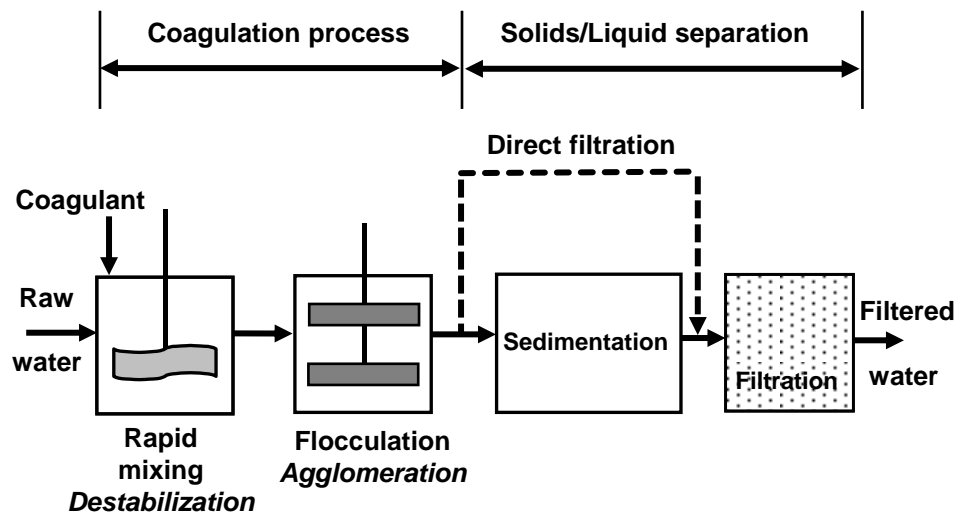 Coagulation process
Solids/Liquid separation
Direct filtration
Coagulant
Raw
water
Sedimentation
Filtration
Filtered
water
Rapid
mixing
Destabilization
Flocculation
Agglomeration